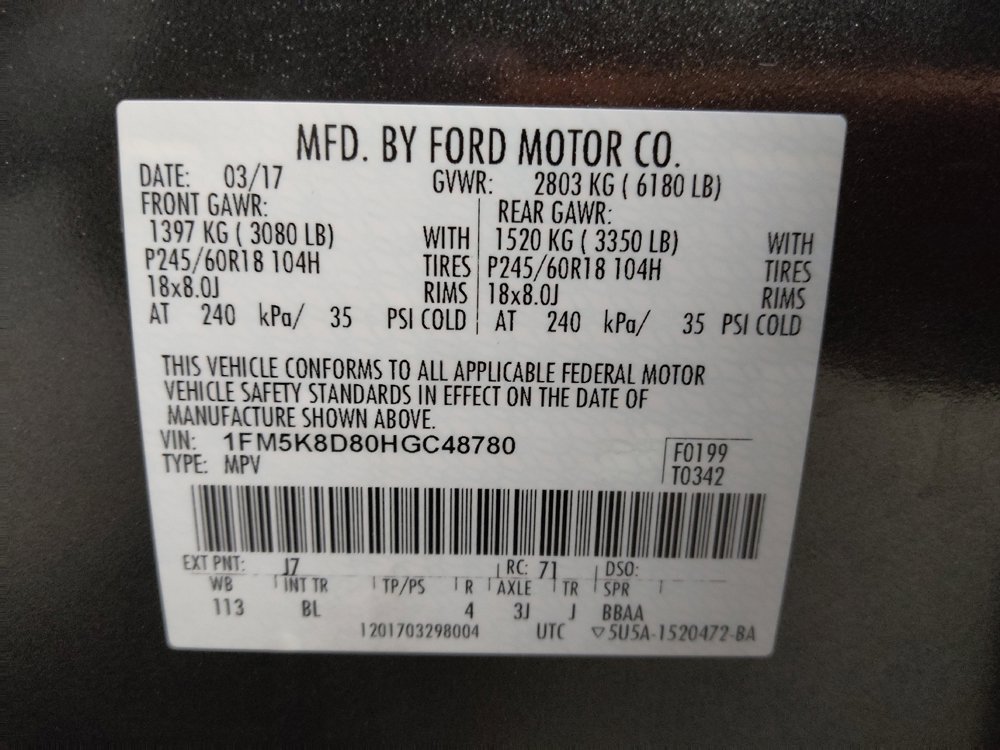 MFD. BY FORD MOTOR CO.
DATE: 03/17 GVWR: 2803 KG ( 6180 LB)
FRONT GAWR: REAR GAWR:
1397 KG ( 3080 LB) WITH 1520 KG ( 3350 LB) WITH
P245/60R18 104H TIRES P245/60R18 104H TIRES
18x8.0J RIMS 18x8.0J RIMS
AT 240 kPa/ 35 PSI COLD AT 240 kPa/ 35 PSI COLD
THIS VEHICLE CONFORMS TO ALL APPLICABLE FEDERAL MOTOR
VEHICLE SAFETY STANDARDS IN EFFECT ON THE DATE OF
MANUFACTURE SHOWN ABOVE.
VIN: 1FM5K8D80HGC48780 F0199
TYPE: MPV T0342
EXT PNT: J7 RC: 71 DSO:
WB INT TR TP/PS R AXLE TR SPR
113 BL 4 3J J BBAA
1201703298004 UTC ▽5U5A-1520472-BA